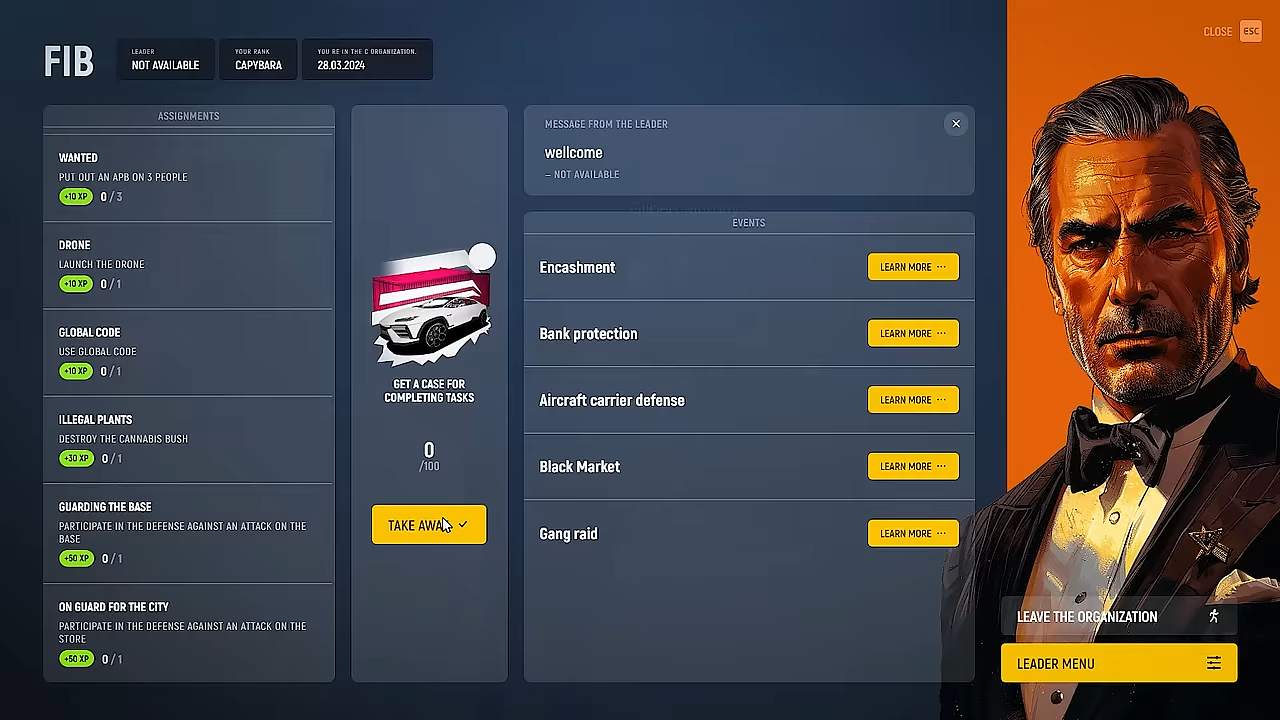 FIB
LEADER
NOT AVAILABLE
YOUR RANK
CAPYBARA
YOU'RE IN THE C ORGANIZATION.
28.03.2024
CLOSE ESC
ASSIGNMENTS
WANTED
PUT OUT AN APB ON 3 PEOPLE
+10 XP 0 / 3
DRONE
LAUNCH THE DRONE
+10 XP 0 / 1
GLOBAL CODE
USE GLOBAL CODE
+10 XP 0 / 1
ILLEGAL PLANTS
DESTROY THE CANNABIS BUSH
+30 XP 0 / 1
GUARDING THE BASE
PARTICIPATE IN THE DEFENSE AGAINST AN ATTACK ON THE
BASE
+50 XP 0 / 1
ON GUARD FOR THE CITY
PARTICIPATE IN THE DEFENSE AGAINST AN ATTACK ON THE
STORE
+50 XP 0 / 1
GET A CASE FOR
COMPLETING TASKS
0
/100
TAKE AWAY
MESSAGE FROM THE LEADER
wellcome
– NOT AVAILABLE
EVENTS
Encashment
LEARN MORE ···
Bank protection
LEARN MORE ···
Aircraft carrier defense
LEARN MORE ···
Black Market
LEARN MORE ···
Gang raid
LEARN MORE ···
LEAVE THE ORGANIZATION
LEADER MENU